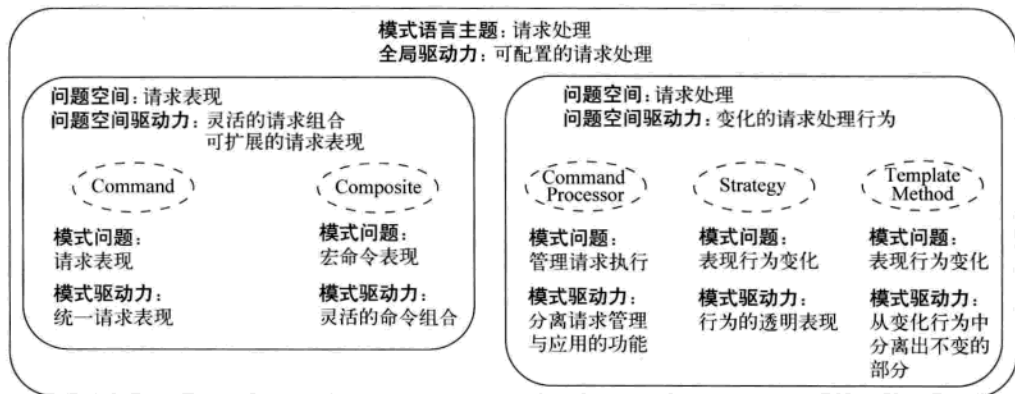 模式语言主题：请求处理
全局驱动力：可配置的请求处理
问题空间：请求表现
问题空间驱动力：灵活的请求组合
可扩展的请求表现
Command
Composite
模式问题：
请求表现
模式驱动力：
统一请求表现
模式问题：
宏命令表现
模式驱动力：
灵活的命令组合
问题空间：请求处理
问题空间驱动力：变化的请求处理行为
Command
Processor
Strategy
Template
Method
模式问题：
管理请求执行
模式驱动力：
分离请求管理
与应用的功能
模式问题：
表现行为变化
模式驱动力：
行为的透明表现
模式问题：
表现行为变化
模式驱动力：
从变化行为中
分离出不变的
部分